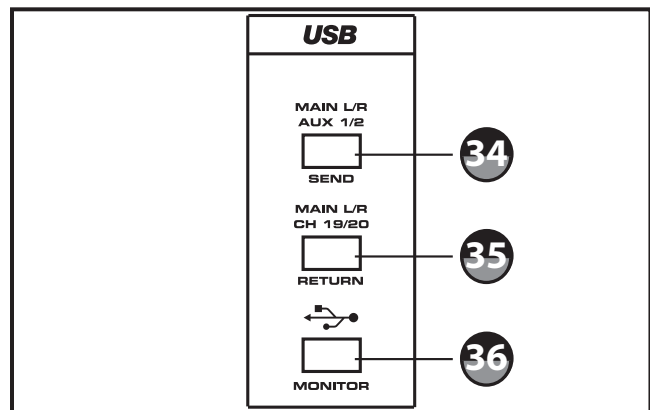 USB
MAIN L/R
AUX 1/2
34
SEND
MAIN L/R
CH 19/20
35
RETURN
36
MONITOR